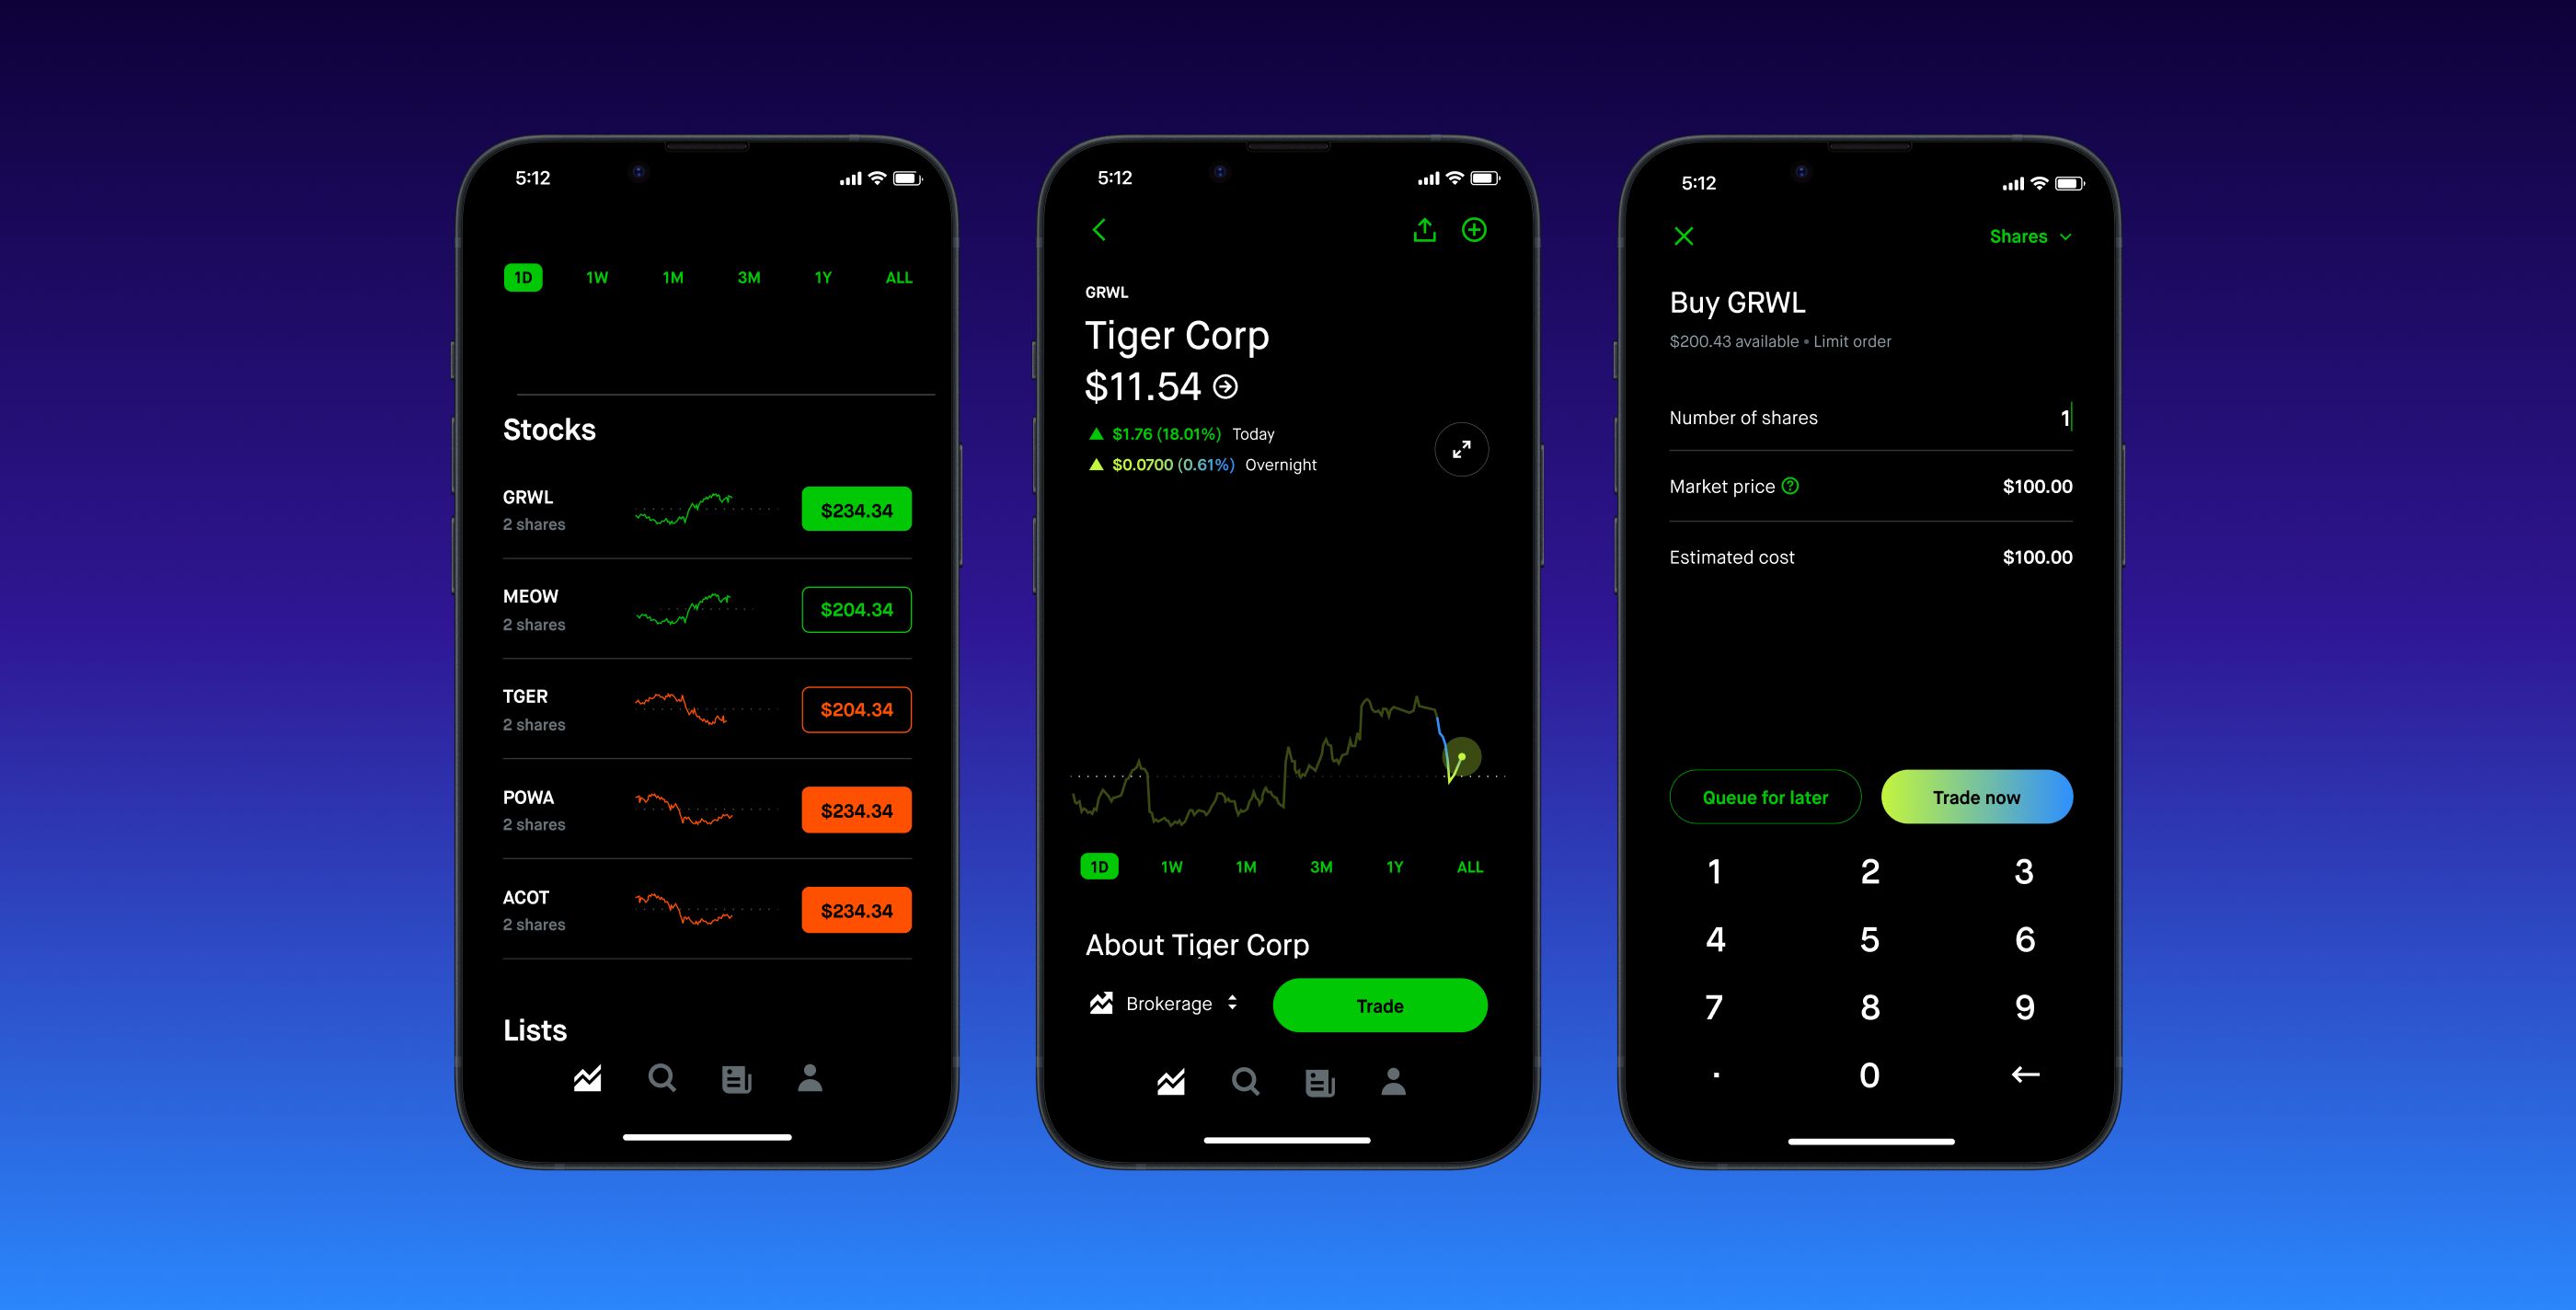 5:12
1D 1W 1M 3M 1Y ALL
Stocks
GRWL
2 shares
$234.34
MEOW
2 shares
$204.34
TGER
2 shares
$204.34
POWA
2 shares
$234.34
ACOT
2 shares
$234.34
Lists
5:12
GRWL
Tiger Corp
$11.54
$1.76 (18.01%) Today
$0.0700 (0.61%) Overnight
1D 1W 1M 3M 1Y ALL
About Tiger Corp
Brokerage
Trade
5:12
Shares
Buy GRWL
$200.43 available • Limit order
Number of shares 1
Market price ? $100.00
Estimated cost $100.00
Queue for later
Trade now
1 2 3
4 5 6
7 8 9
. 0